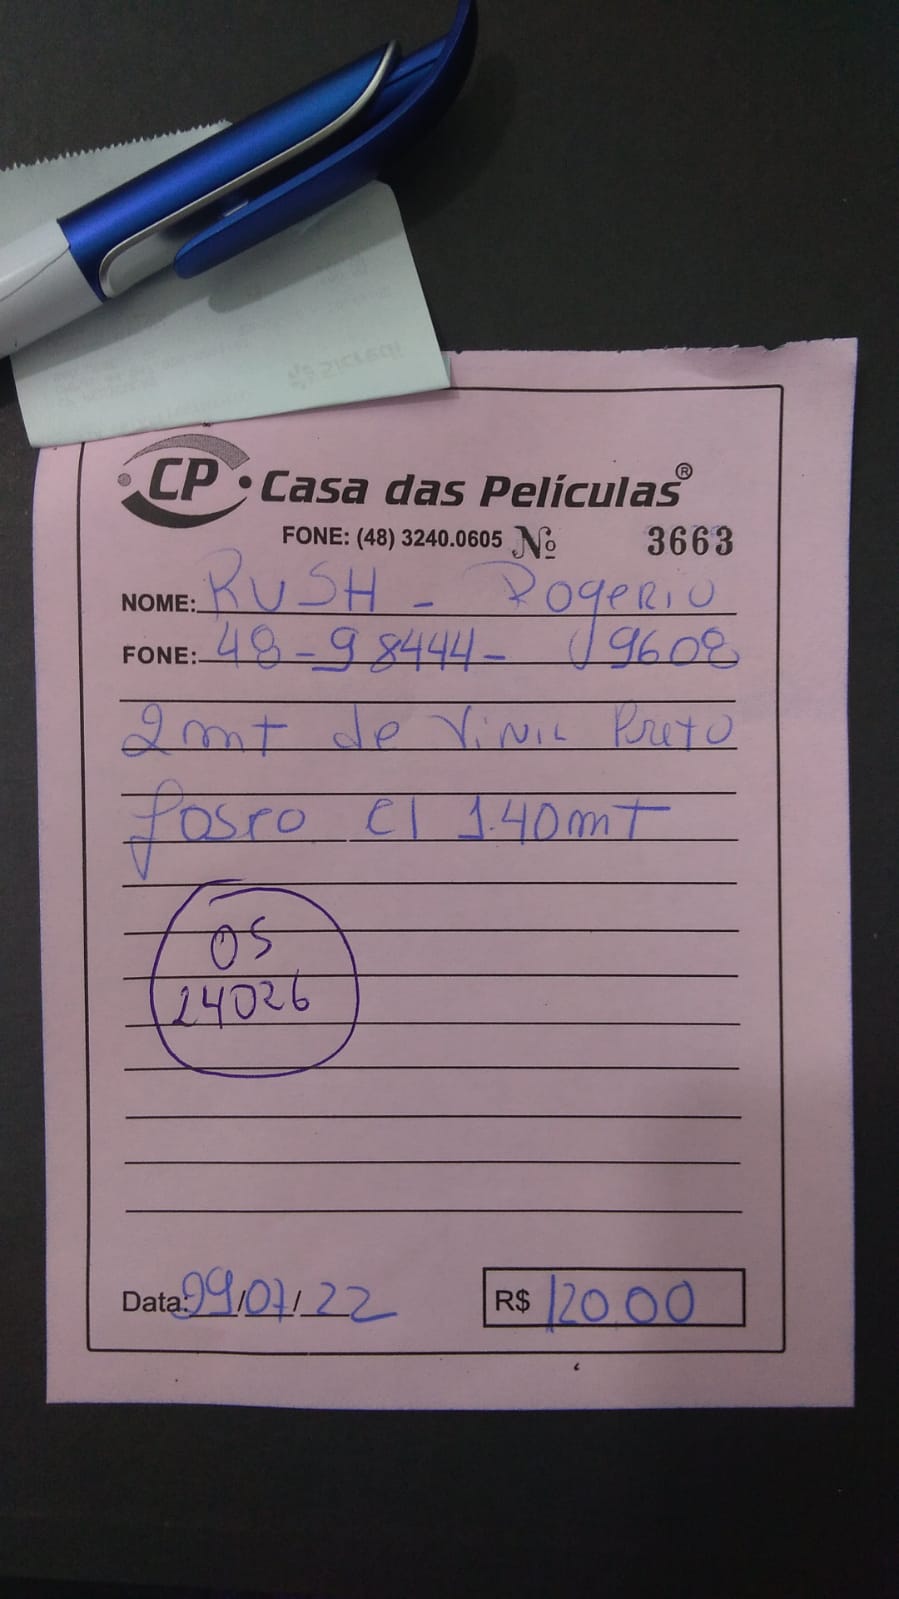 Sicredi
CP Casa das Películas®
FONE: (48) 3240.0605 Nº 3663
NOME: RUSH - Rogerio
FONE: 48-98444-9608
2mt de Vinil Preto
fosco C/ 1.40mt
OS
24026
Data: /07/22 R$ 120,00